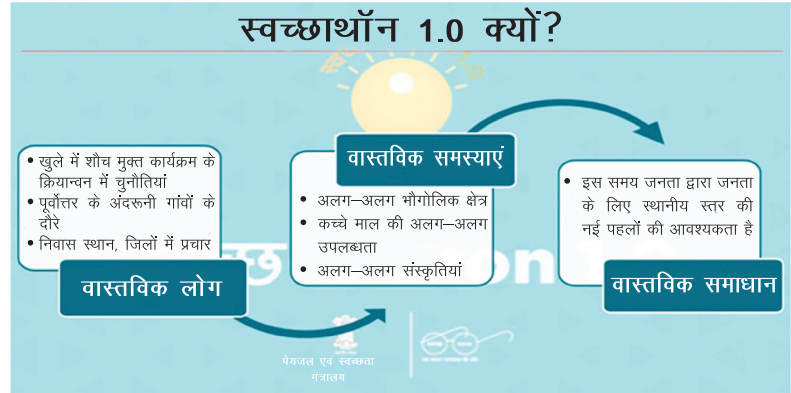 स्वच्छाथॉन 1.0 क्यों?
• खुले में शौच मुक्त कार्यक्रम के
क्रियान्वन में चुनौतियां
• पूर्वोत्तर के अंदरूनी गांवों के
दौरे
• निवास स्थान, जिलों में प्रचार
वास्तविक लोग
वास्तविक समस्याएं
• अलग–अलग भौगोलिक क्षेत्र
• कच्चे माल की अलग–अलग
उपलब्धता
• अलग–अलग संस्कृतियां
• इस समय जनता द्वारा जनता
के लिए स्थानीय स्तर की
नई पहलों की आवश्यकता है
वास्तविक समाधान
पेयजल एवं स्वच्छता
मंत्रालय